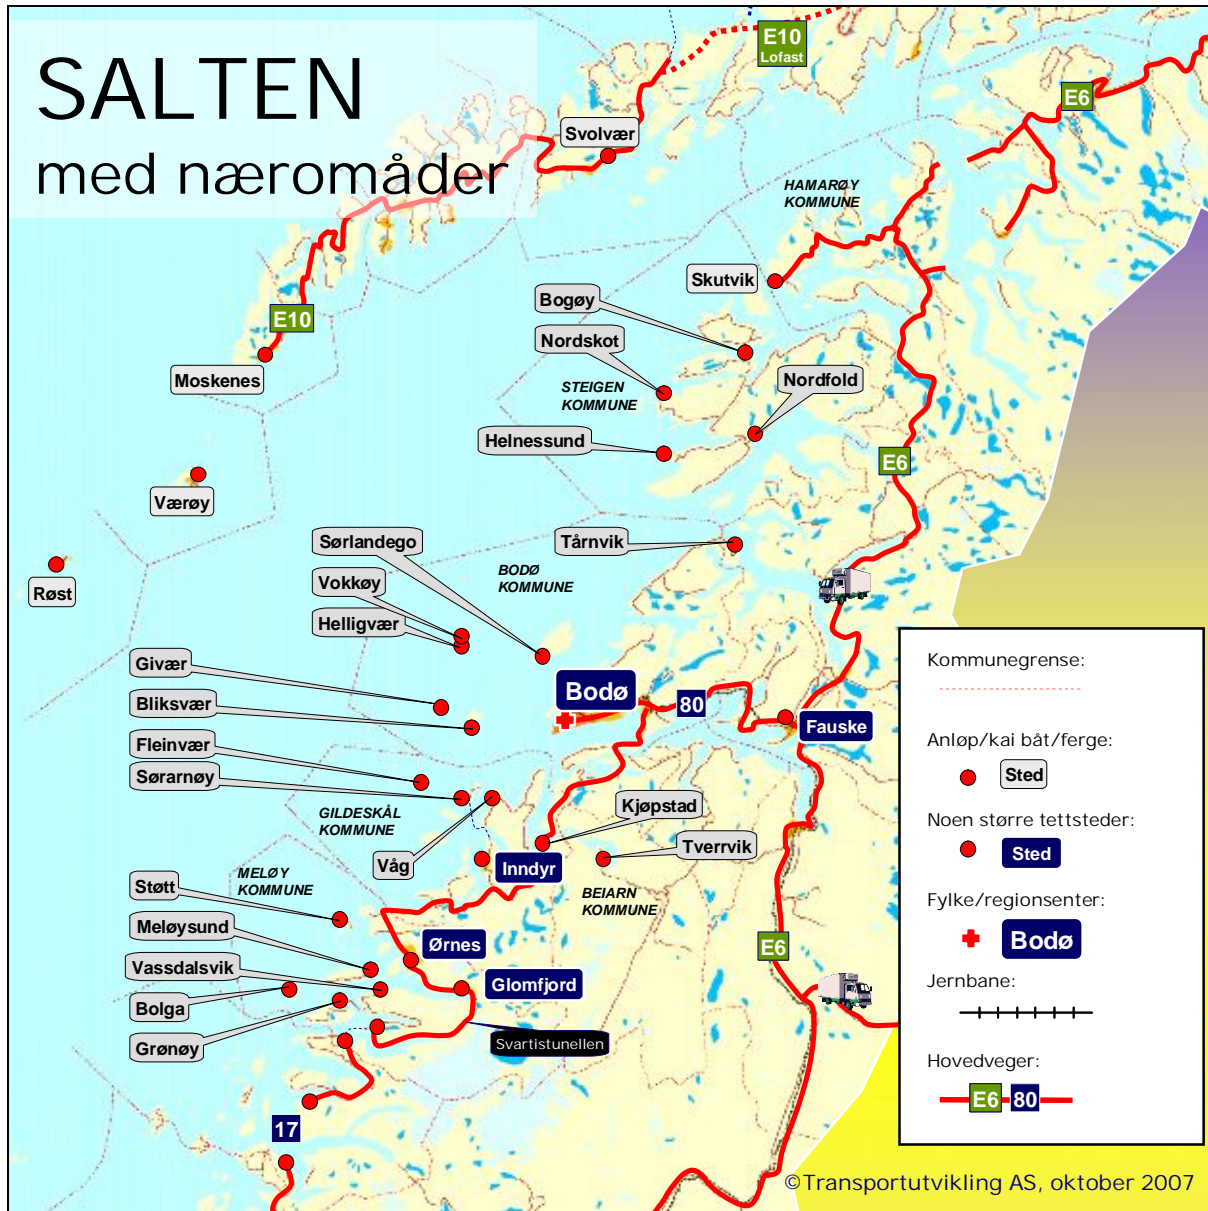 SALTEN
med næromåder
E10
Lofast
E6
Svolvær
HAMARØY
KOMMUNE
Skutvik
Bogøy
E10
Nordskot
Moskenes
STEIGEN
KOMMUNE
Nordfold
Helnessund
E6
Værøy
Sørlandego
Tårnvik
BODØ
KOMMUNE
Røst
Vokkøy
Helligvær
Givær
Bliksvær
Bodø
80
Fauske
Fleinvær
Sørarnøy
GILDESKÅL
KOMMUNE
Kjøpstad
Tverrvik
Våg
Inndyr
MELØY
KOMMUNE
BEIARN
KOMMUNE
Støtt
Meløysund
Ørnes
E6
Vassdalsvik
Glomfjord
Bolga
Grønøy
Svartistunellen
17
Kommunegrense:
Anløp/kai båt/ferge:
Sted
Noen større tettsteder:
Sted
Fylke/regionsenter:
Bodø
Jernbane:
Hovedveger:
E6 80
©Transportutvikling AS, oktober 2007